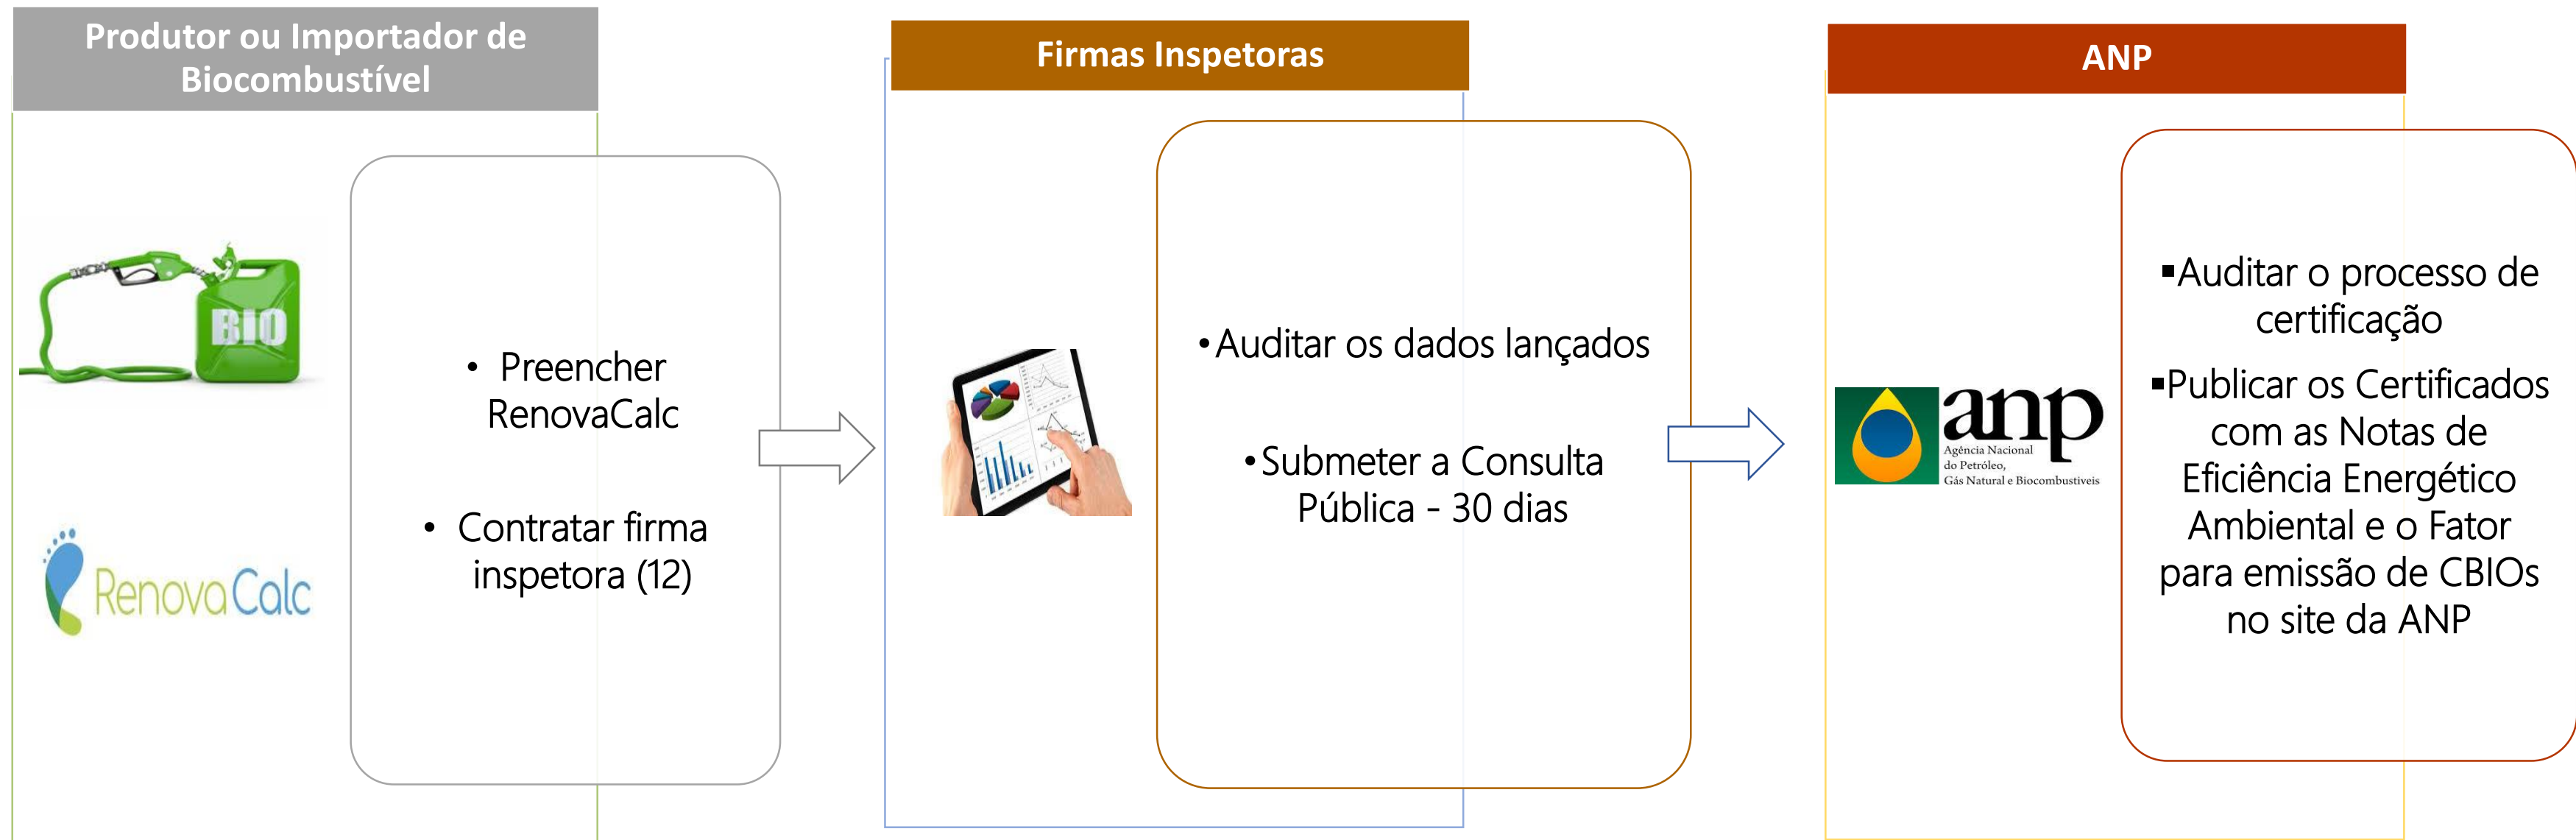 Produtor ou Importador de
Biocombustível
BIO
RenovaCalc
• Preencher
RenovaCalc
• Contratar firma
inspetora (12)
Firmas Inspetoras
•Auditar os dados lançados
•Submeter a Consulta
Pública - 30 dias
ANP
anp
Agência Nacional
do Petróleo,
Gás Natural e Biocombustíveis
▪Auditar o processo de
certificação
▪Publicar os Certificados
com as Notas de
Eficiência Energético
Ambiental e o Fator
para emissão de CBIOs
no site da ANP